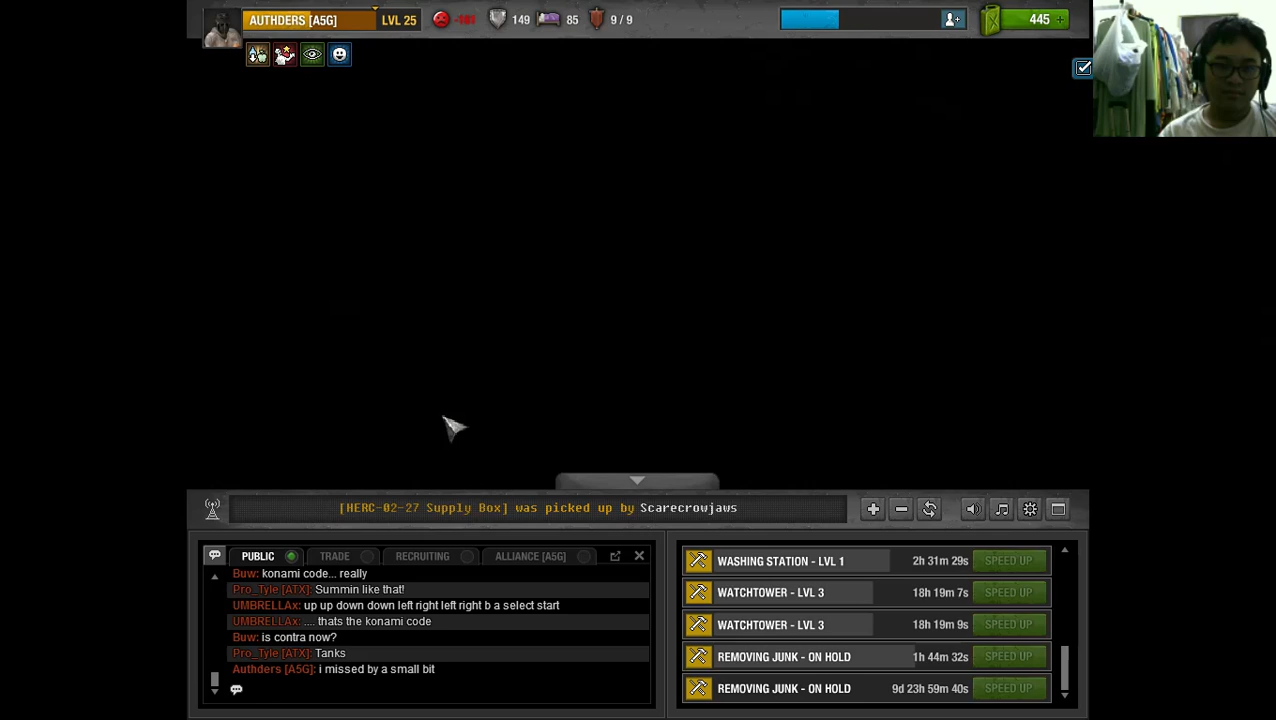 AUTHDERS [A5G] LVL 25 -101 149 85 9 / 9 445 +
[HERC-02-27 Supply Box] was picked up by Scarecrowjaws
PUBLIC TRADE RECRUITING ALLIANCE [A5G]
Buw: konami code... really
Pro_Tyle [ATX]: Summin like that!
UMBRELLAx: up up down down left right left right b a select start
UMBRELLAx: .... thats the konami code
Buw: is contra now?
Pro_Tyle [ATX]: Tanks
Authders [A5G]: i missed by a small bit
WASHING STATION - LVL 1 2h 31m 29s SPEED UP
WATCHTOWER - LVL 3 18h 19m 7s SPEED UP
WATCHTOWER - LVL 3 18h 19m 9s SPEED UP
REMOVING JUNK - ON HOLD 1h 44m 32s SPEED UP
REMOVING JUNK - ON HOLD 9d 23h 59m 40s SPEED UP